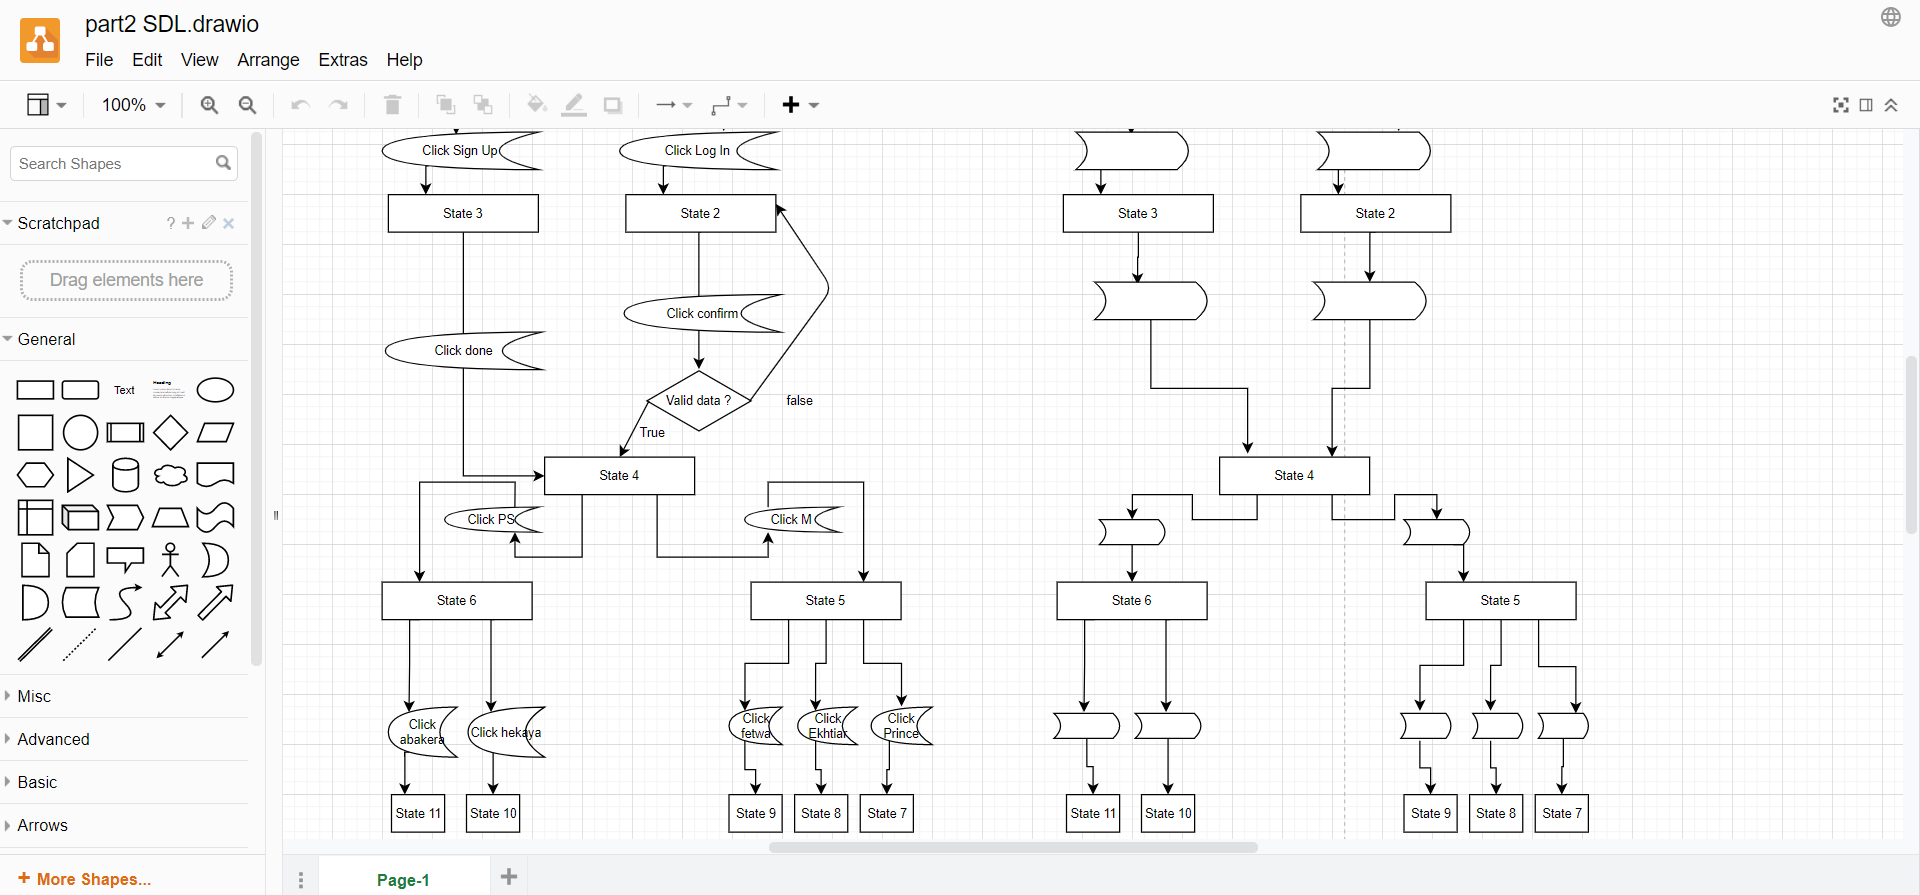 part2 SDL.drawio
File Edit View Arrange Extras Help
100%
Search Shapes
Scratchpad
?
Drag elements here
General
Text
Heading
Misc
Advanced
Basic
Arrows
+ More Shapes...
Click Sign Up
Click Log In
State 3
State 2
Click confirm
Click done
Valid data ?
false
True
State 4
Click PS
Click M
State 6
State 5
Click
abakera
Click hekaya
Click
fetwa
Click
Ekhtiar
Click
Prince
State 11
State 10
State 9
State 8
State 7
State 3
State 2
State 4
State 6
State 5
State 11
State 10
State 9
State 8
State 7
Page-1